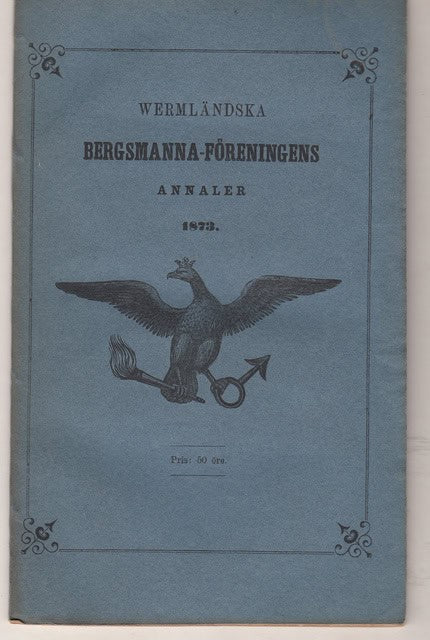 WERMLÄNDSKA
BERGSMANNA-FÖRENINGENS
ANNALER
1873.
Pris: 50 öre.